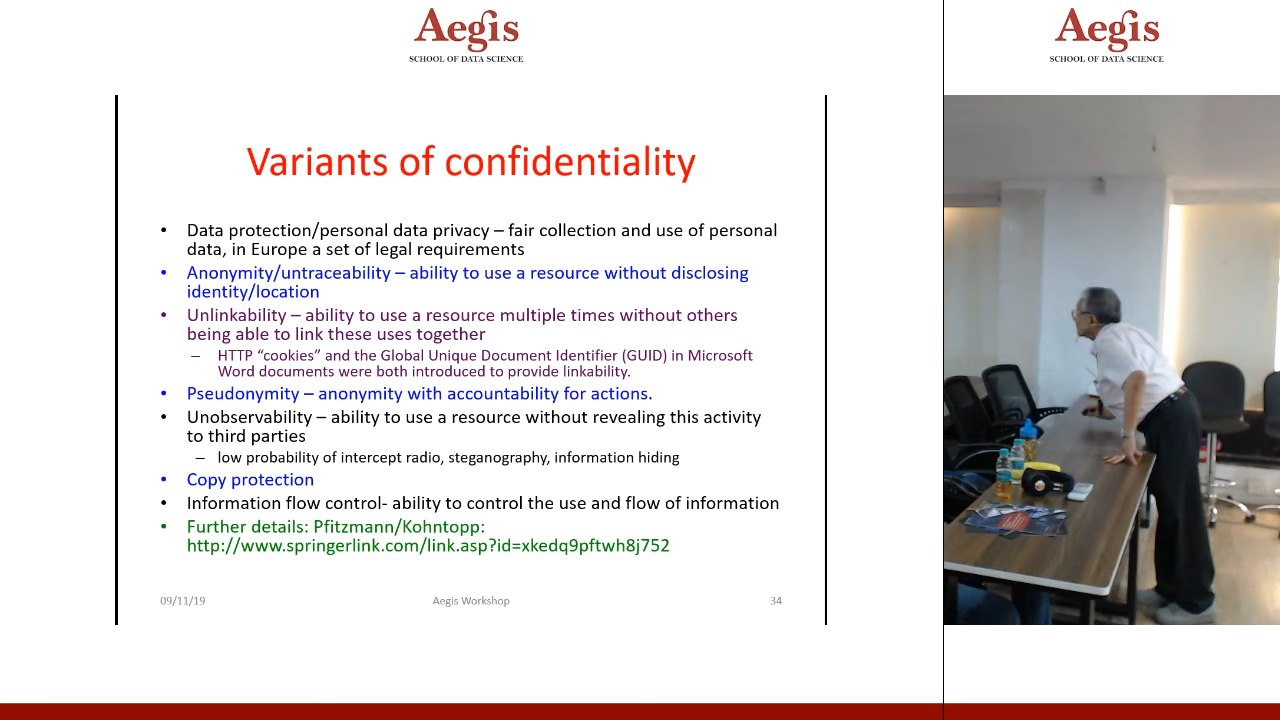 Aegis
SCHOOL OF DATA SCIENCE
Aegis
SCHOOL OF DATA SCIENCE
Variants of confidentiality
• Data protection/personal data privacy – fair collection and use of personal
data, in Europe a set of legal requirements
• Anonymity/untraceability – ability to use a resource without disclosing
identity/location
• Unlinkability – ability to use a resource multiple times without others
being able to link these uses together
– HTTP “cookies” and the Global Unique Document Identifier (GUID) in Microsoft
Word documents were both introduced to provide linkability.
• Pseudonymity – anonymity with accountability for actions.
• Unobservability – ability to use a resource without revealing this activity
to third parties
– low probability of intercept radio, steganography, information hiding
• Copy protection
• Information flow control- ability to control the use and flow of information
• Further details: Pfitzmann/Kohntopp:
http://www.springerlink.com/link.asp?id=xkedq9pftwh8j752
09/11/19 Aegis Workshop 34